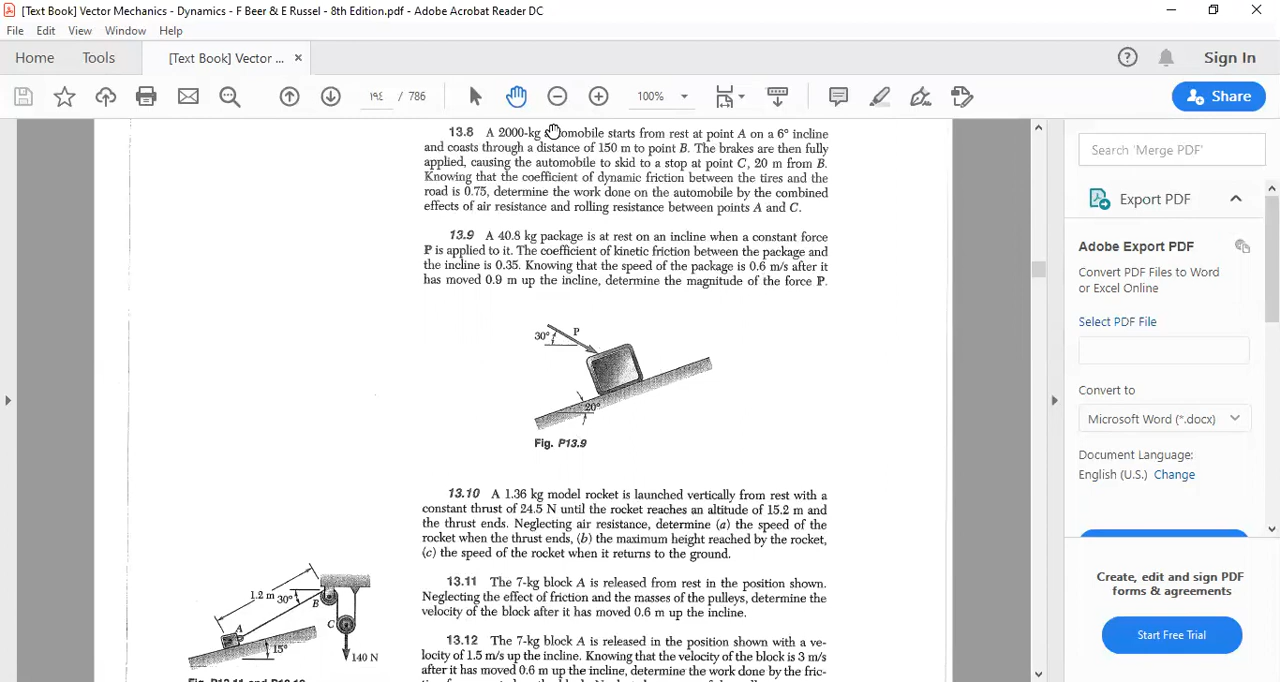 [Text Book] Vector Mechanics - Dynamics - F Beer & E Russel - 8th Edition.pdf - Adobe Acrobat Reader DC
File Edit View Window Help
Home Tools [Text Book] Vector ... ×
Sign In
١٩٤ / 786
100%
Share
13.8 A 2000-kg automobile starts from rest at point A on a 6° incline
and coasts through a distance of 150 m to point B. The brakes are then fully
applied, causing the automobile to skid to a stop at point C, 20 m from B.
Knowing that the coefficient of dynamic friction between the tires and the
road is 0.75, determine the work done on the automobile by the combined
effects of air resistance and rolling resistance between points A and C.
13.9 A 40.8 kg package is at rest on an incline when a constant force
P is applied to it. The coefficient of kinetic friction between the package and
the incline is 0.35. Knowing that the speed of the package is 0.6 m/s after it
has moved 0.9 m up the incline, determine the magnitude of the force P.
30° P
20°
Fig. P13.9
13.10 A 1.36 kg model rocket is launched vertically from rest with a
constant thrust of 24.5 N until the rocket reaches an altitude of 15.2 m and
the thrust ends. Neglecting air resistance, determine (a) the speed of the
rocket when the thrust ends, (b) the maximum height reached by the rocket,
(c) the speed of the rocket when it returns to the ground.
13.11 The 7-kg block A is released from rest in the position shown.
Neglecting the effect of friction and the masses of the pulleys, determine the
velocity of the block after it has moved 0.6 m up the incline.
13.12 The 7-kg block A is released in the position shown with a ve-
locity of 1.5 m/s up the incline. Knowing that the velocity of the block is 3 m/s
after it has moved 0.6 m up the incline, determine the work done by the fric-
1.2 m 30° B
C
A
15°
140 N
Search 'Merge PDF'
Export PDF
Adobe Export PDF
Convert PDF Files to Word
or Excel Online
Select PDF File
Convert to
Microsoft Word (*.docx)
Document Language:
English (U.S.) Change
Create, edit and sign PDF
forms & agreements
Start Free Trial